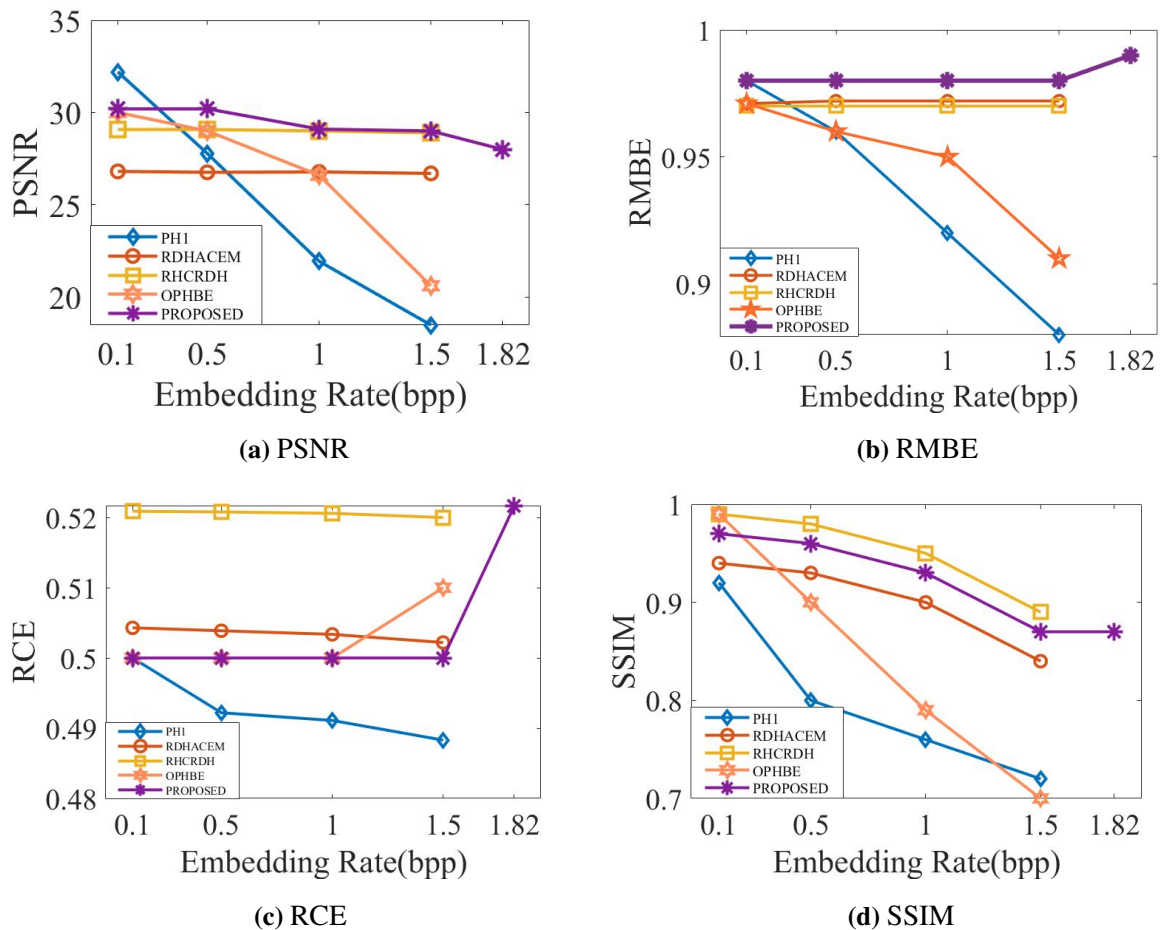 35
30
25
20
PSNR
PH1
RDHACEM
RHCRDH
OPHBE
PROPOSED
0.1 0.5 1 1.5 1.82
Embedding Rate(bpp)
(a) PSNR
1
0.95
0.9
RMBE
PH1
RDHACEM
RHCRDH
OPHBE
PROPOSED
0.1 0.5 1 1.5 1.82
Embedding Rate(bpp)
(b) RMBE
0.52
0.51
0.5
0.49
0.48
RCE
PH1
RDHACEM
RHCRDH
OPHBE
PROPOSED
0.1 0.5 1 1.5 1.82
Embedding Rate(bpp)
(c) RCE
1
0.9
0.8
0.7
SSIM
PH1
RDHACEM
RHCRDH
OPHBE
PROPOSED
0.1 0.5 1 1.5 1.82
Embedding Rate(bpp)
(d) SSIM